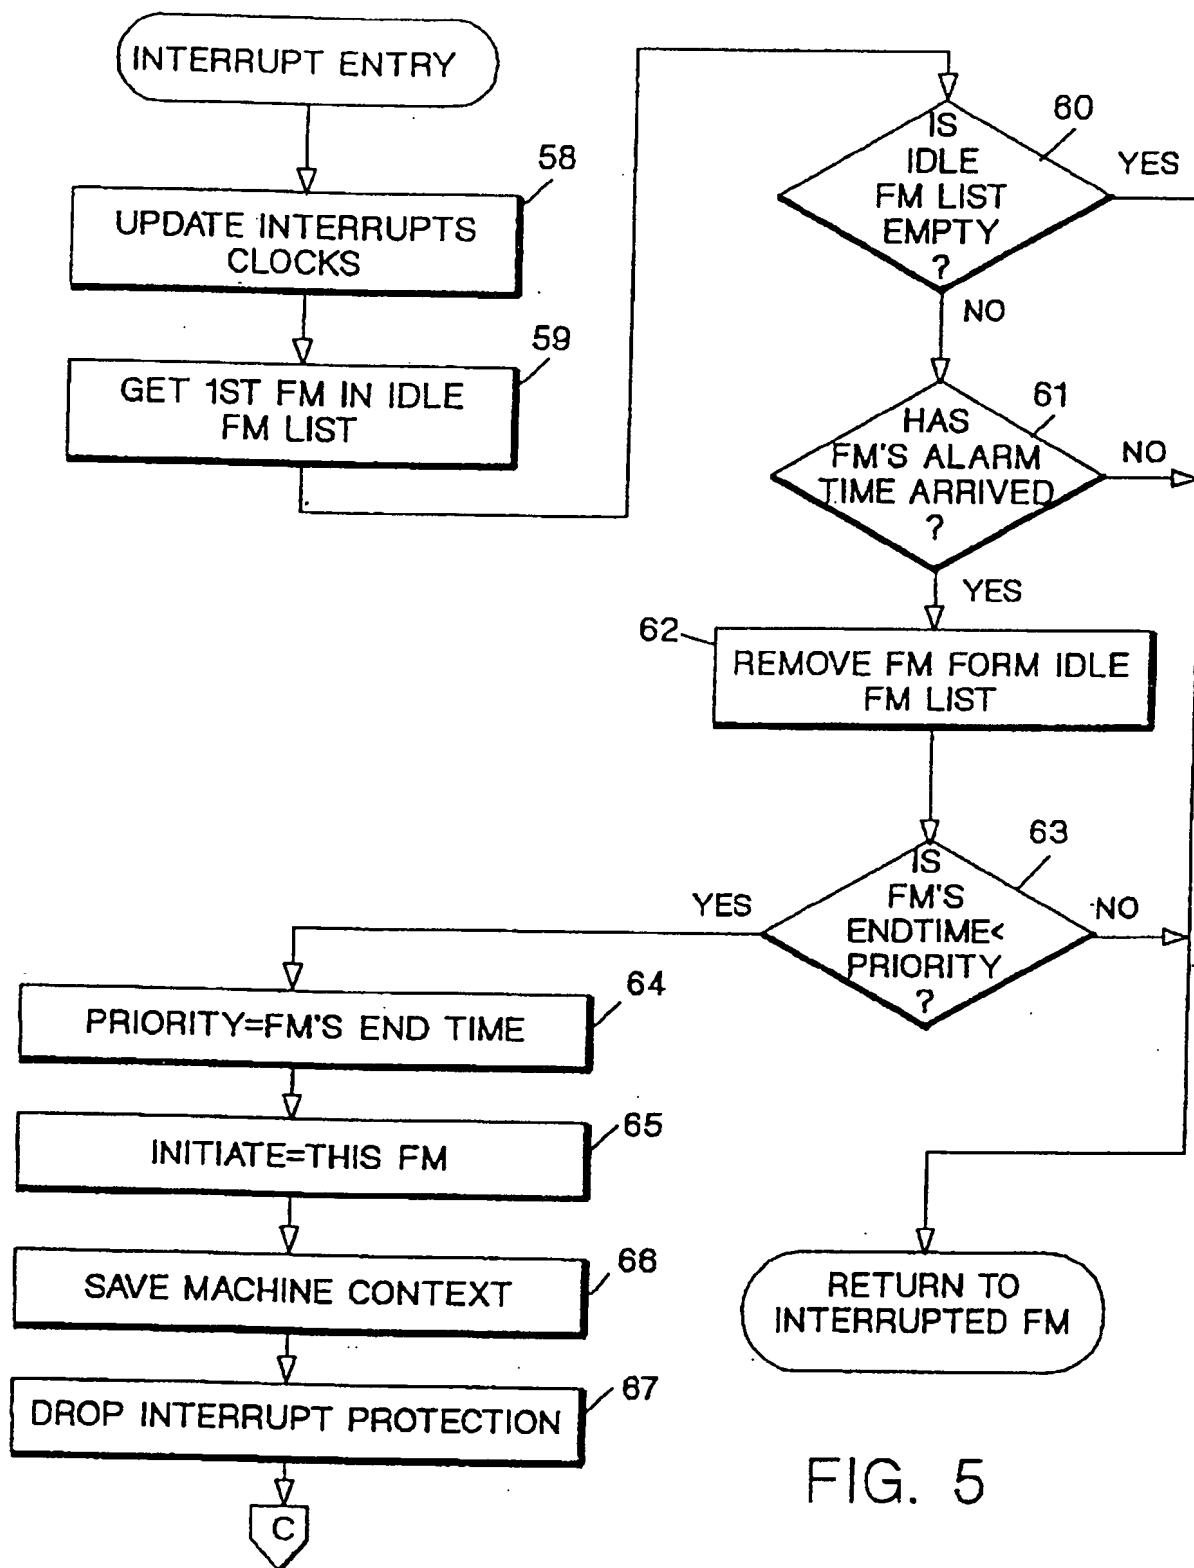 INTERRUPT ENTRY
58
UPDATE INTERRUPTS
CLOCKS
59
GET 1ST FM IN IDLE
FM LIST
60
IS
IDLE
FM LIST
EMPTY
?
YES
NO
61
HAS
FM'S ALARM
TIME ARRIVED
?
NO
YES
62
REMOVE FM FORM IDLE
FM LIST
63
IS
FM'S
ENDTIME<
PRIORITY
?
YES
NO
64
PRIORITY=FM'S END TIME
65
INITIATE=THIS FM
66
SAVE MACHINE CONTEXT
67
DROP INTERRUPT PROTECTION
C
RETURN TO
INTERRUPTED FM
FIG. 5